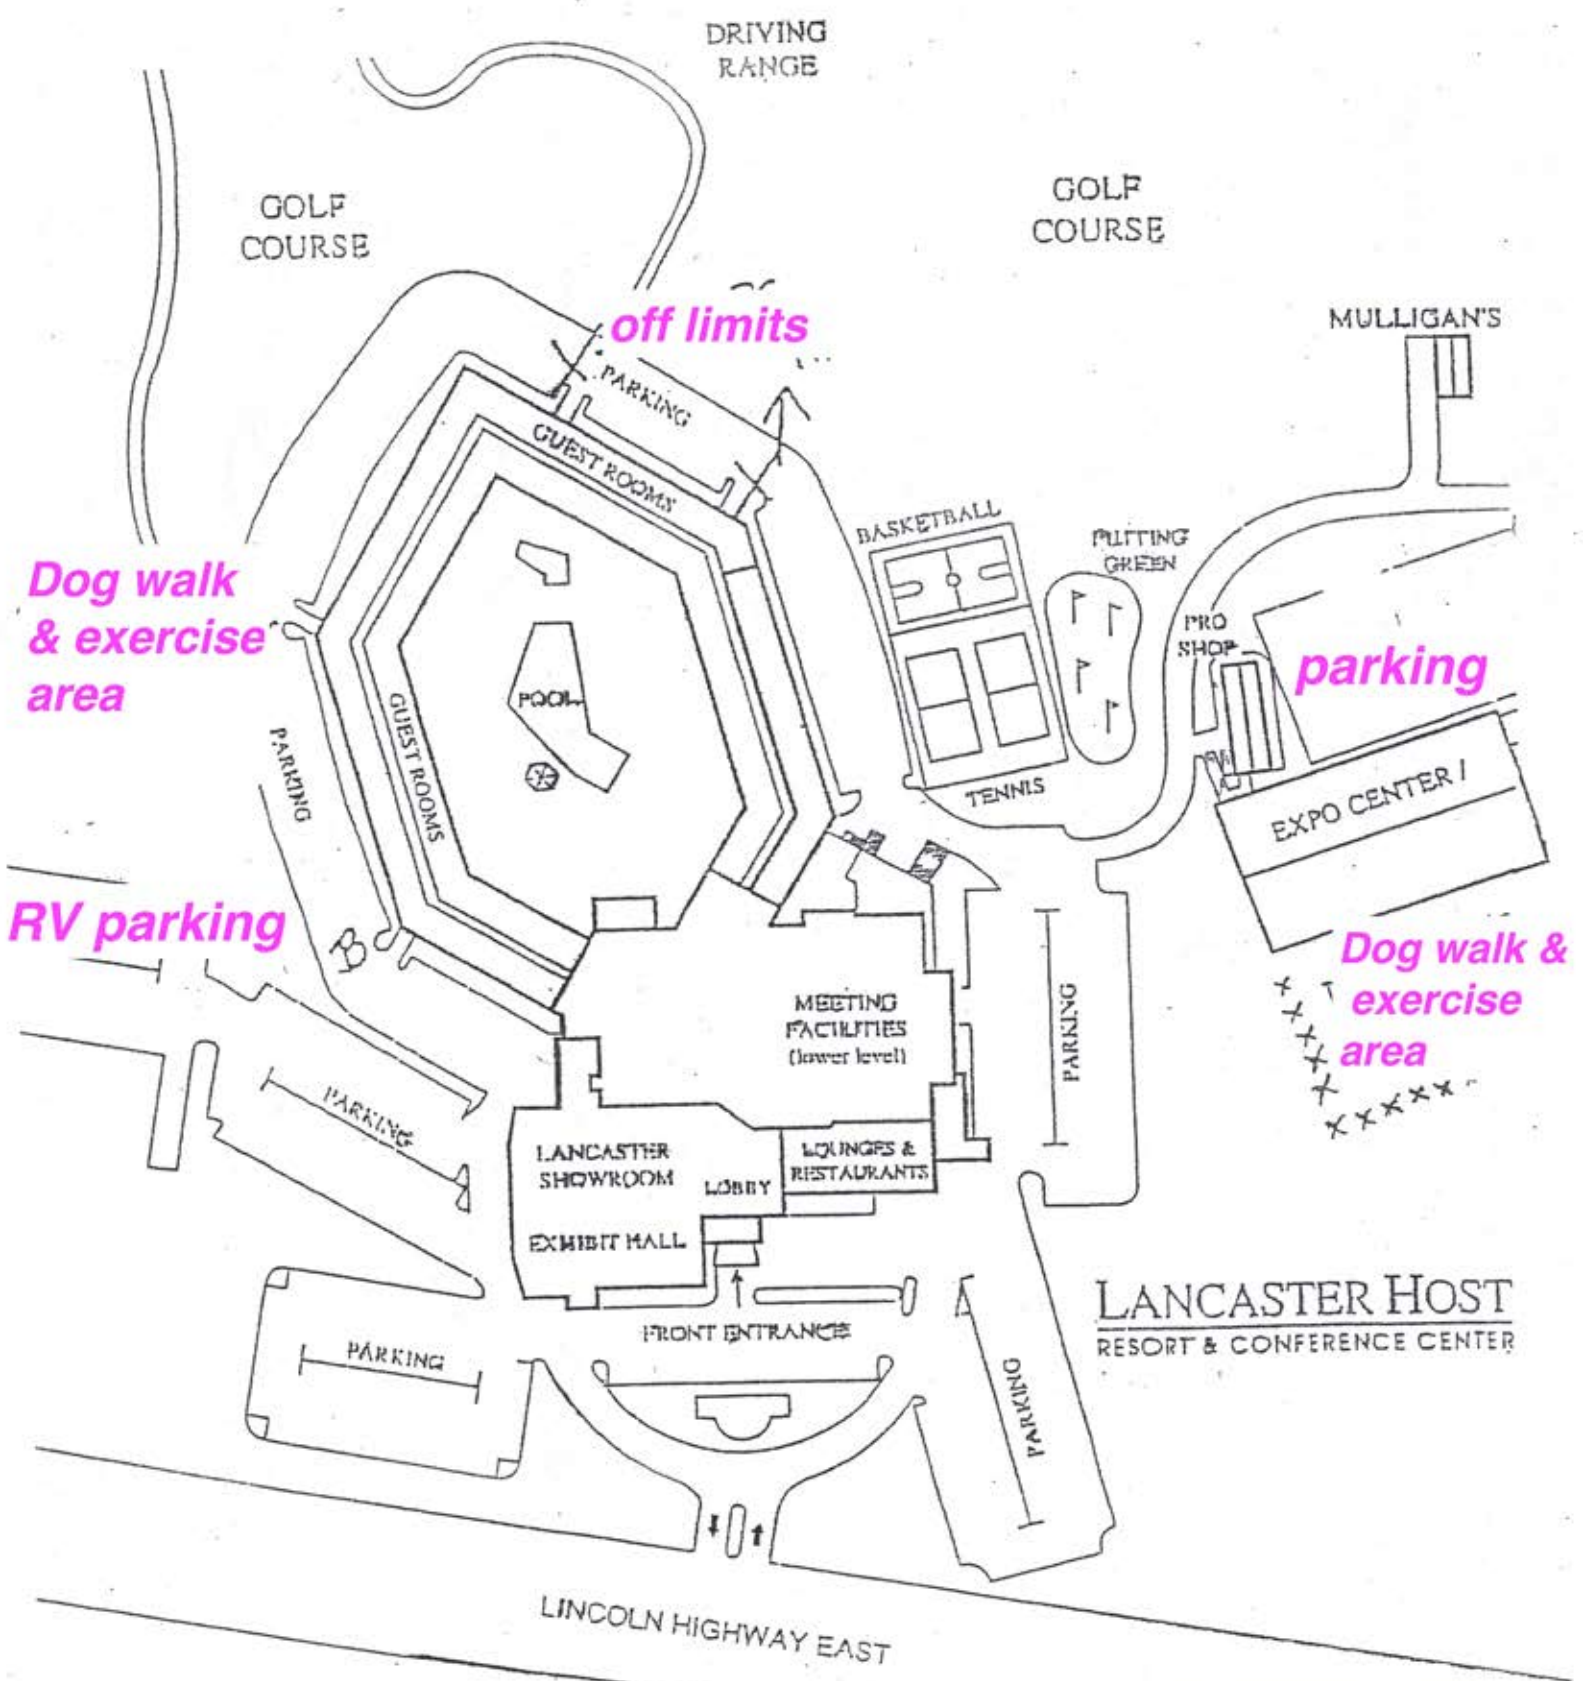 DRIVING
RANGE
GOLF
COURSE
GOLF
COURSE
off limits
MULLIGAN'S
PARKING
GUEST ROOMS
BASKETBALL
PUTTING
GREEN
Dog walk
& exercise
area
PRO
SHOP
parking
POOL
GUEST ROOMS
PARKING
TENNIS
EXPO CENTER I
RV parking
B
Dog walk &
exercise
area
MEETING
FACILITIES
(lower level)
PARKING
PARKING
LANCASTER
SHOWROOM
LOBBY
LOUNGES &
RESTAURANTS
EXHIBIT HALL
LANCASTER HOST
RESORT & CONFERENCE CENTER
FRONT ENTRANCE
PARKING
PARKING
LINCOLN HIGHWAY EAST